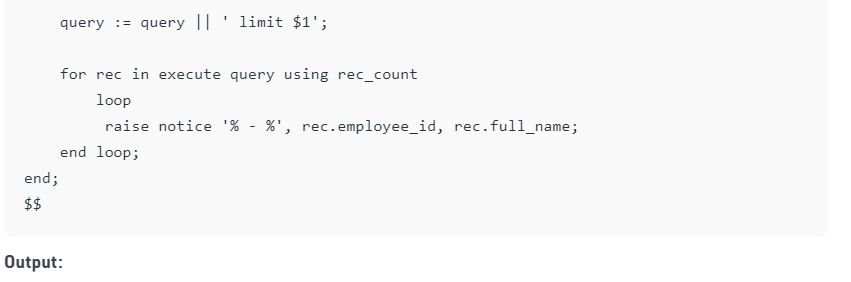 query := query || ' limit $1';
for rec in execute query using rec_count
loop
raise notice '% - %', rec.employee_id, rec.full_name;
end loop;
end;
$$
Output: